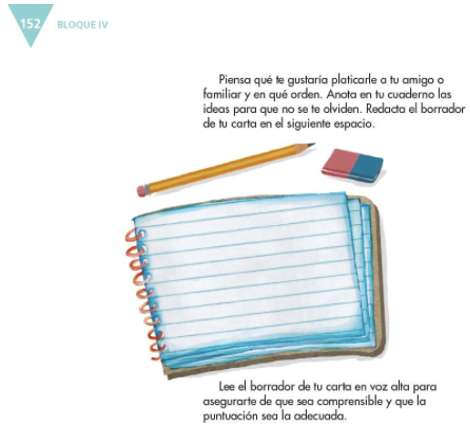 152 BLOQUE IV
Piensa qué te gustaría platicarle a tu amigo o
familiar y en qué orden. Anota en tu cuaderno las
ideas para que no se te olviden. Redacta el borrador
de tu carta en el siguiente espacio.
Lee el borrador de tu carta en voz alta para
asegurarte de que sea comprensible y que la
puntuación sea la adecuada.